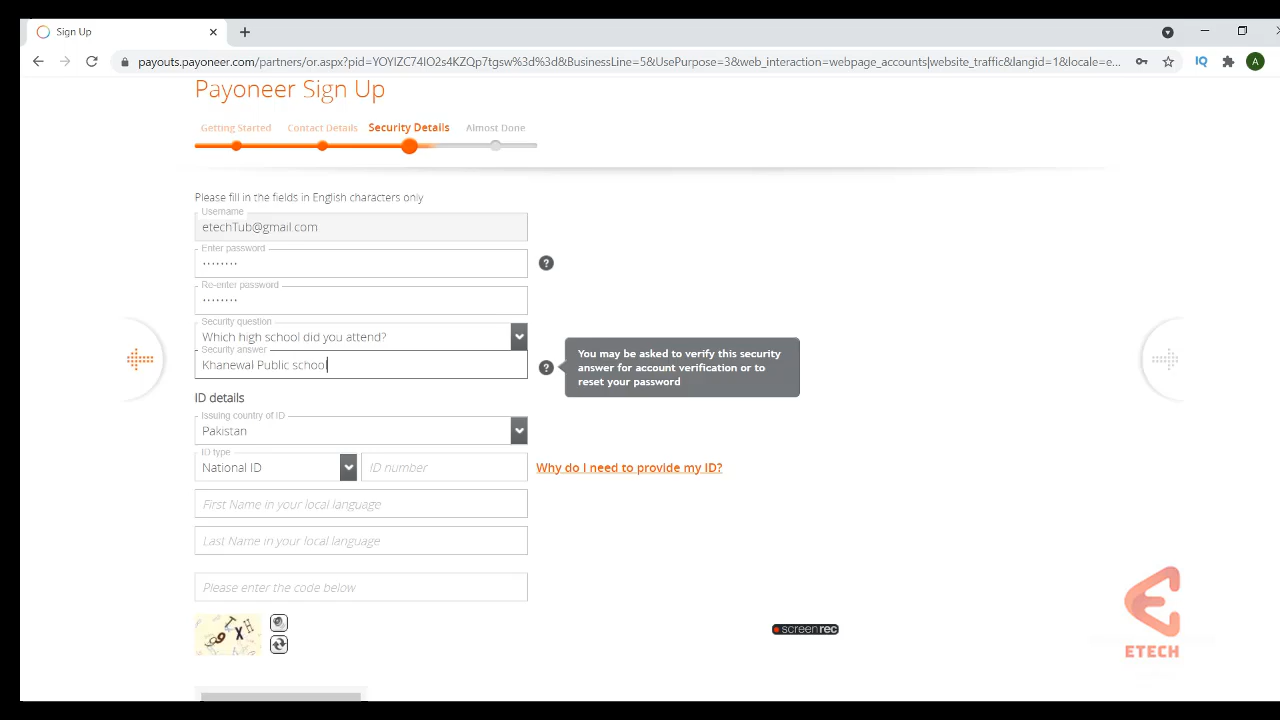 Sign Up
payouts.payoneer.com/partners/or.aspx?pid=YOYIZC74IO2s4KZQp7tgsw%3d%3d&BusinessLine=5&UsePurpose=3&web_interaction=webpage_accounts|website_traffic&langid=1&locale=e...
IQ
A
Payoneer Sign Up
Getting Started
Contact Details
Security Details
Almost Done
Please fill in the fields in English characters only
Username
etechTub@gmail.com
Enter password
········
?
Re-enter password
········
Security question
Which high school did you attend?
Security answer
Khanewal Public school
?
You may be asked to verify this security
answer for account verification or to
reset your password
ID details
Issuing country of ID
Pakistan
ID type
National ID
ID number
Why do I need to provide my ID?
First Name in your local language
Last Name in your local language
Please enter the code below
screenrec
ETECH